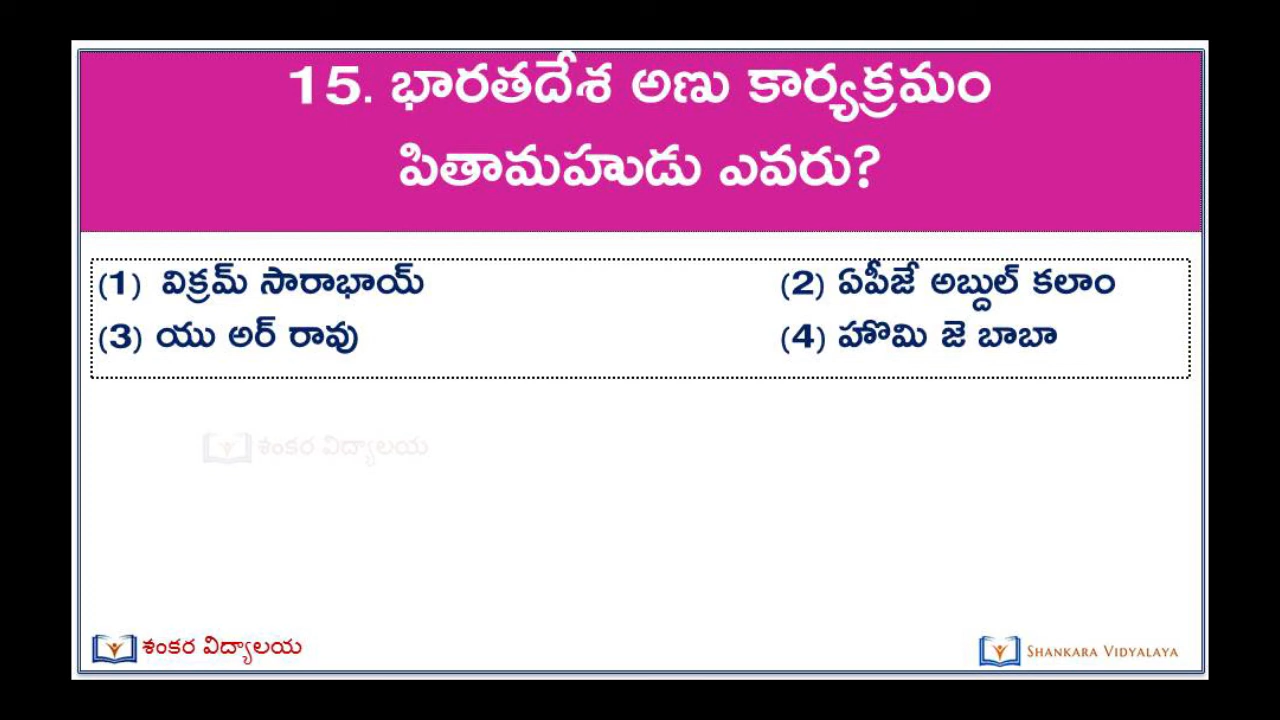 15. భారతదేశ అణు కార్యక్రమం
పితామహుడు ఎవరు?
(1) విక్రమ్ సారాభాయ్ (2) ఏపీజే అబ్దుల్ కలాం
(3) యు అర్ రావు (4) హొమి జె బాబా
శంకర విద్యాలయ
శంకర విద్యాలయ SHANKARA VIDYALAYA